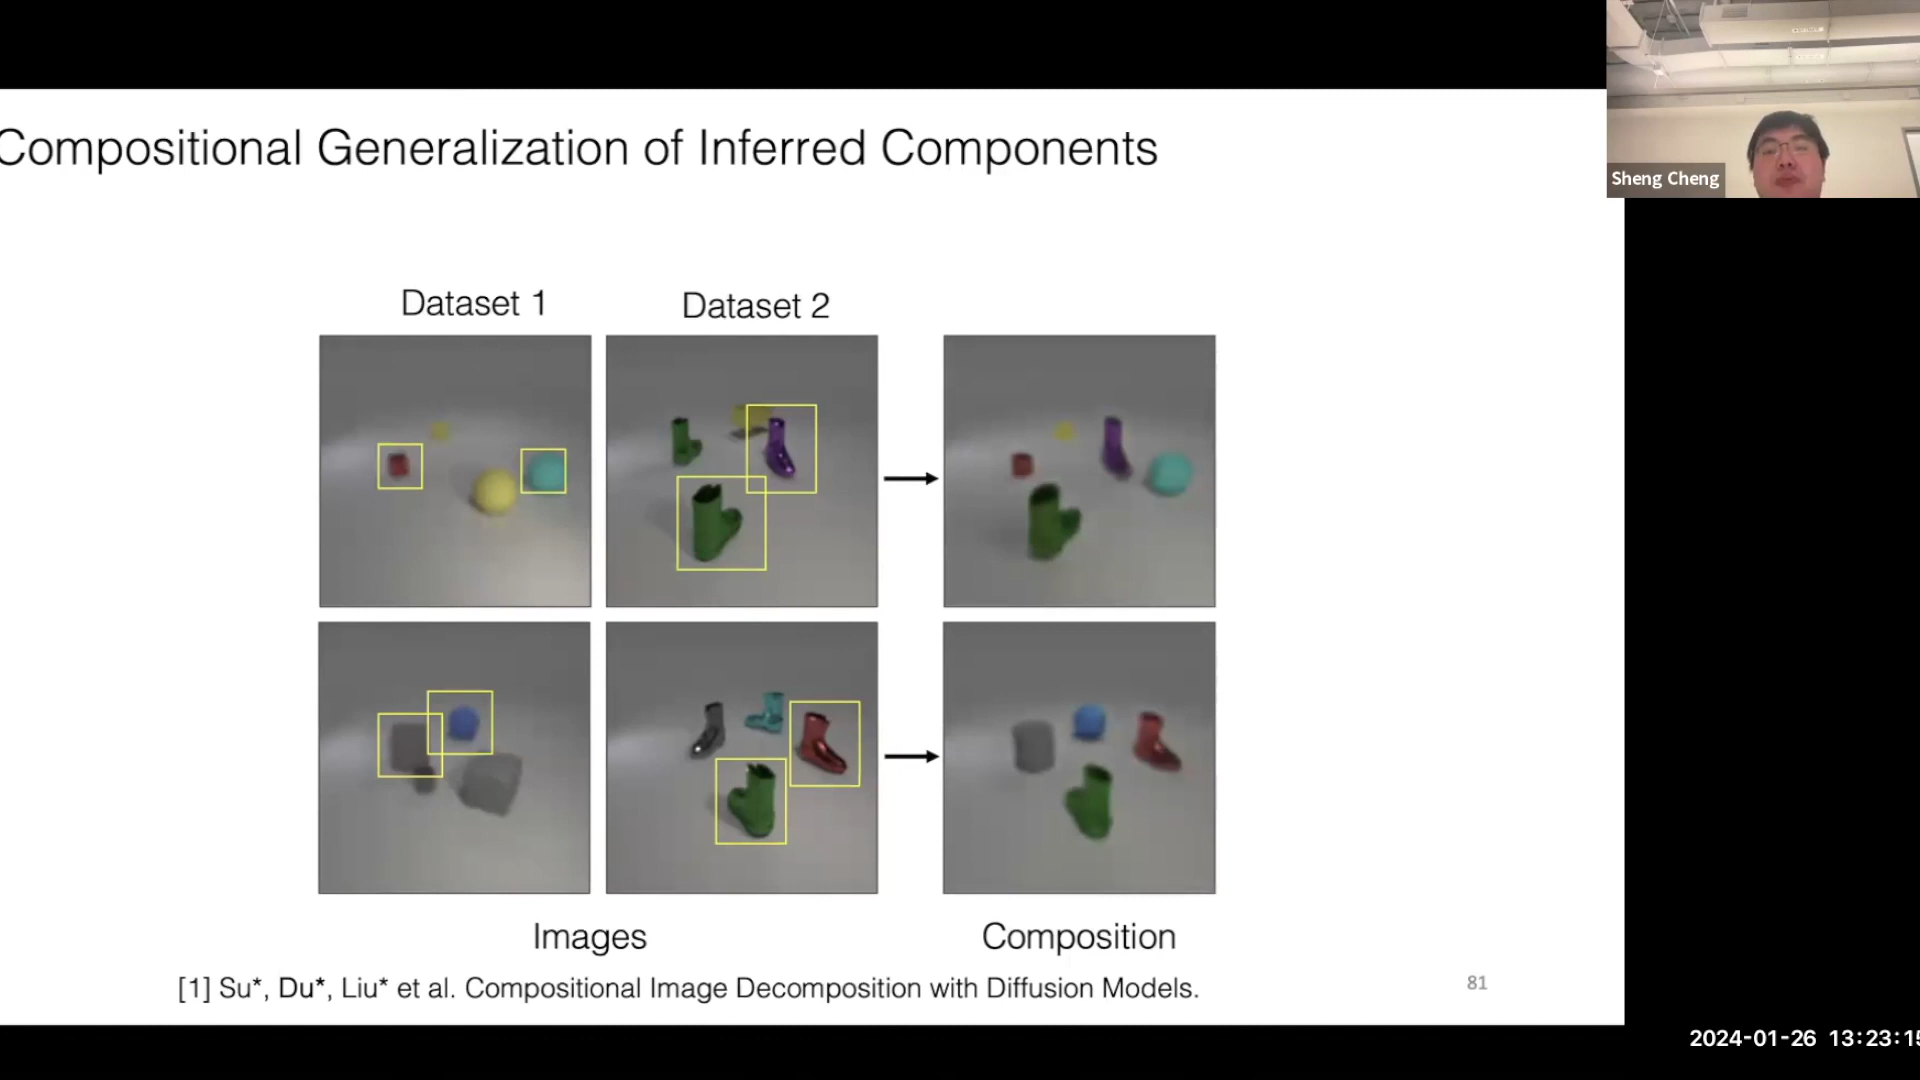 Compositional Generalization of Inferred Components
Sheng Cheng
Dataset 1
Dataset 2
Images
Composition
[1] Su*, Du*, Liu* et al. Compositional Image Decomposition with Diffusion Models.
81
2024-01-26 13:23:15